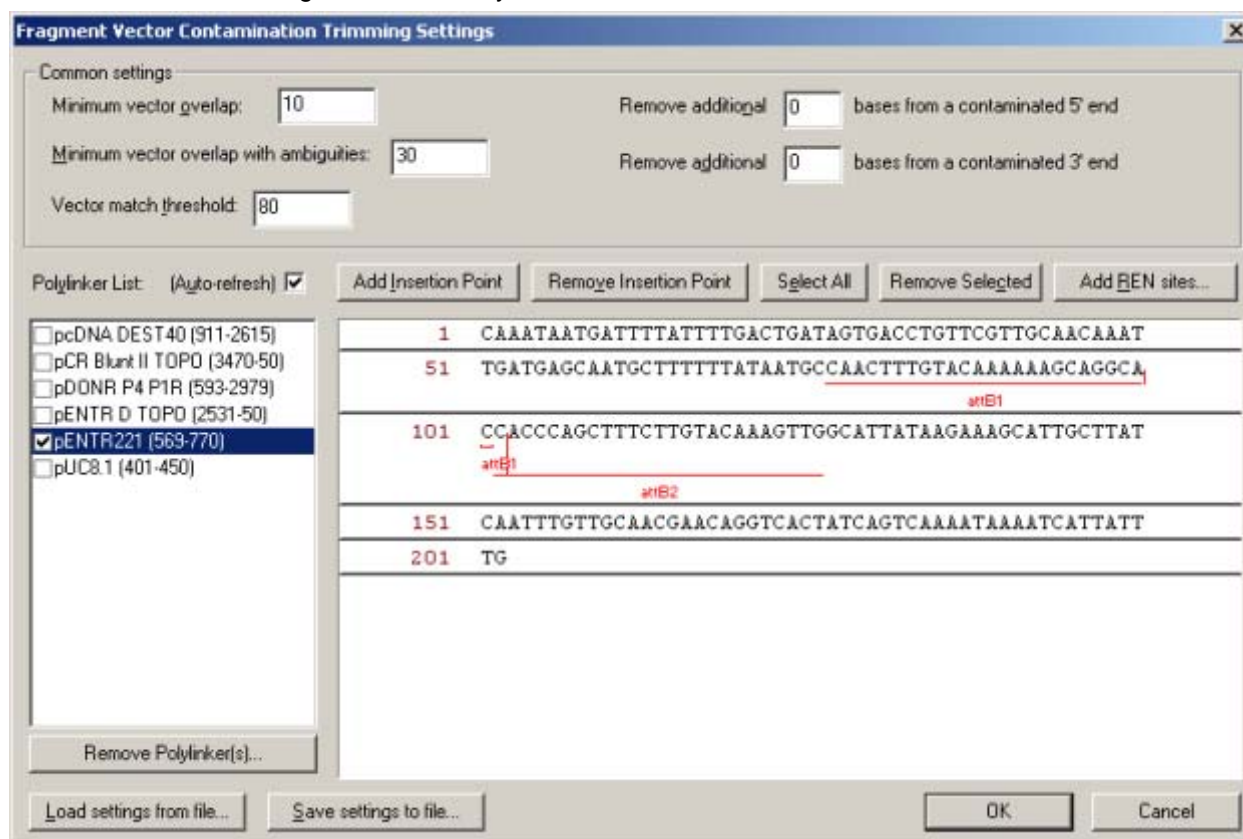 Fragment Vector Contamination Trimming Settings
Common settings
Minimum vector overlap: 10
Remove additional 0 bases from a contaminated 5' end
Minimum vector overlap with ambiguities: 30
Remove additional 0 bases from a contaminated 3' end
Vector match threshold: 80
Polylinker List: (Auto-refresh)
Add Insertion Point
Remove Insertion Point
Select All
Remove Selected
Add REN sites...
pcDNA DEST40 (911-2615)
pCR Blunt II TOPO (3470-50)
pDONR P4 P1R (593-2979)
pENTR D TOPO (2531-50)
pENTR221 (569-770)
pUC8.1 (401-450)
1 CAAATAATGATTTTATTTTGACTGATAGTGACCTGTTCGTTGCAACAAAT
51 TGATGAGCAATGCTTTTTTATAATGCCAACTTTGTACAAAAAAGCAGGCA
attB1
101 CCACCCAGCTTTCTTGTACAAAGTTGGCATTATAAGAAAGCATTGCTTAT
attB1
attB2
151 CAATTTGTTGCAACGAACAGGTCACTATCAGTCAAAATAAAATCATTATT
201 TG
Remove Polylinker(s)...
Load settings from file...
Save settings to file...
OK
Cancel